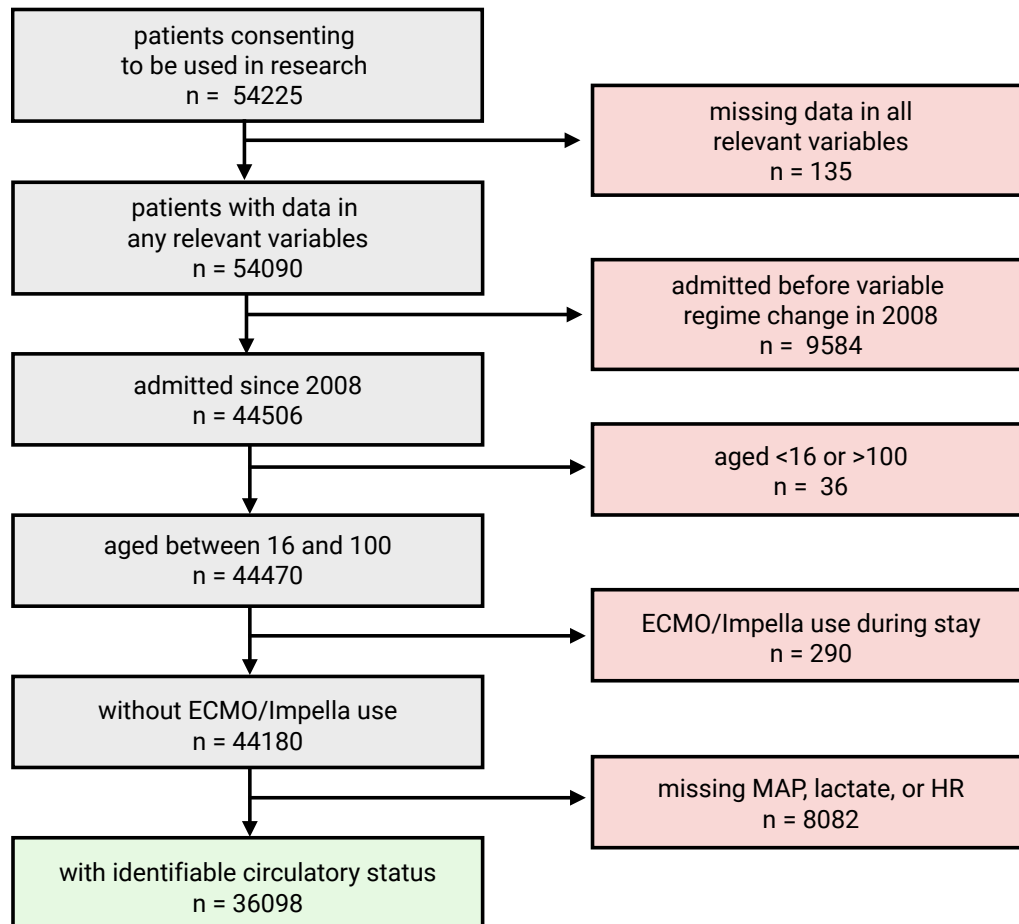 patients consenting
to be used in research
n = 54225
missing data in all
relevant variables
n = 135
patients with data in
any relevant variables
n = 54090
admitted before variable
regime change in 2008
n = 9584
admitted since 2008
n = 44506
aged <16 or >100
n = 36
aged between 16 and 100
n = 44470
ECMO/Impella use during stay
n = 290
without ECMO/Impella use
n = 44180
missing MAP, lactate, or HR
n = 8082
with identifiable circulatory status
n = 36098